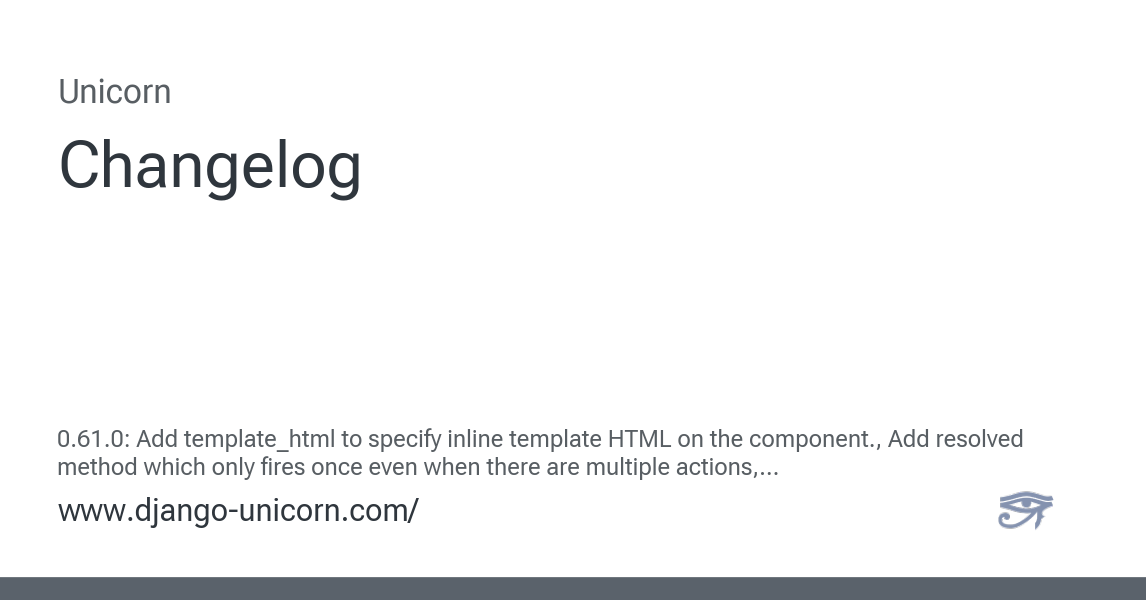 Unicorn
Changelog
0.61.0: Add template_html to specify inline template HTML on the component., Add resolved
method which only fires once even when there are multiple actions,...
www.django-unicorn.com/